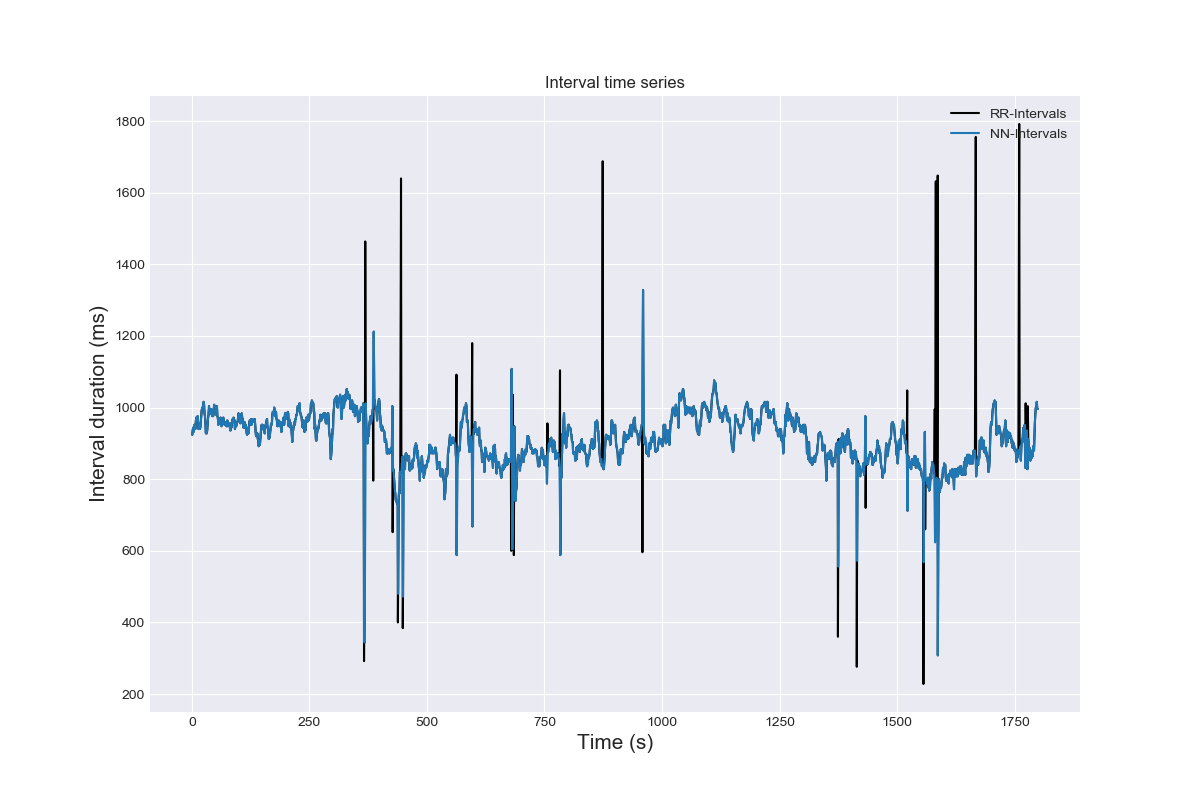 Interval time series
RR-Intervals
NN-Intervals
1800
1600
1400
1200
1000
800
600
400
200
Interval duration (ms)
0 250 500 750 1000 1250 1500 1750
Time (s)